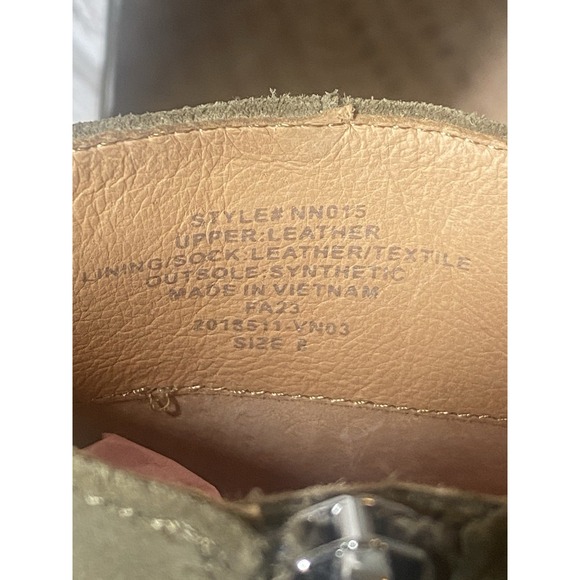 STYLE# NN015
UPPER:LEATHER
LINING/SOCK:LEATHER/TEXTILE
OUTSOLE:SYNTHETIC
MADE IN VIETNAM
FA23
2018511-VN03
SIZE